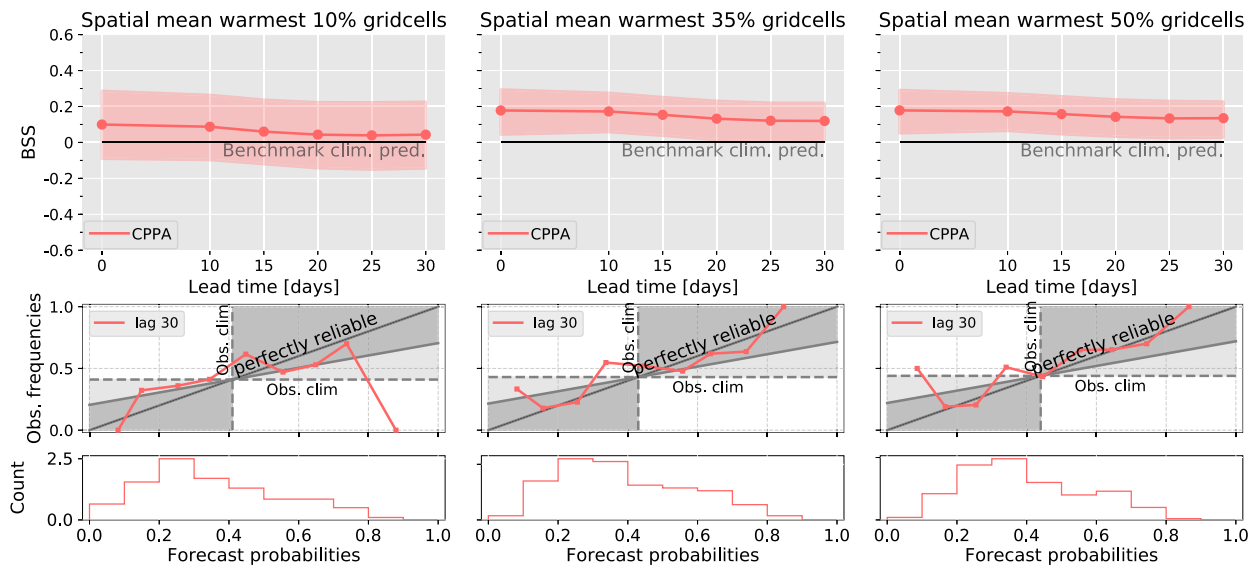 Spatial mean warmest 10% gridcells
Spatial mean warmest 35% gridcells
Spatial mean warmest 50% gridcells
0.6
0.4
0.2
0
-0.2
-0.4
-0.6
BSS
Benchmark clim. pred.
Benchmark clim. pred.
Benchmark clim. pred.
CPPA
CPPA
CPPA
0 10 15 20 25 30
0 10 15 20 25 30
0 10 15 20 25 30
Lead time [days]
Lead time [days]
Lead time [days]
1.0
0.5
0.0
Obs. frequencies
lag 30
Obs. clim
perfectly reliable
Obs. clim
lag 30
Obs. clim
perfectly reliable
Obs. clim
lag 30
Obs. clim
perfectly reliable
Obs. clim
2.5
0.0
Count
0.0 0.2 0.4 0.6 0.8 1.0
0.0 0.2 0.4 0.6 0.8 1.0
0.0 0.2 0.4 0.6 0.8 1.0
Forecast probabilities
Forecast probabilities
Forecast probabilities